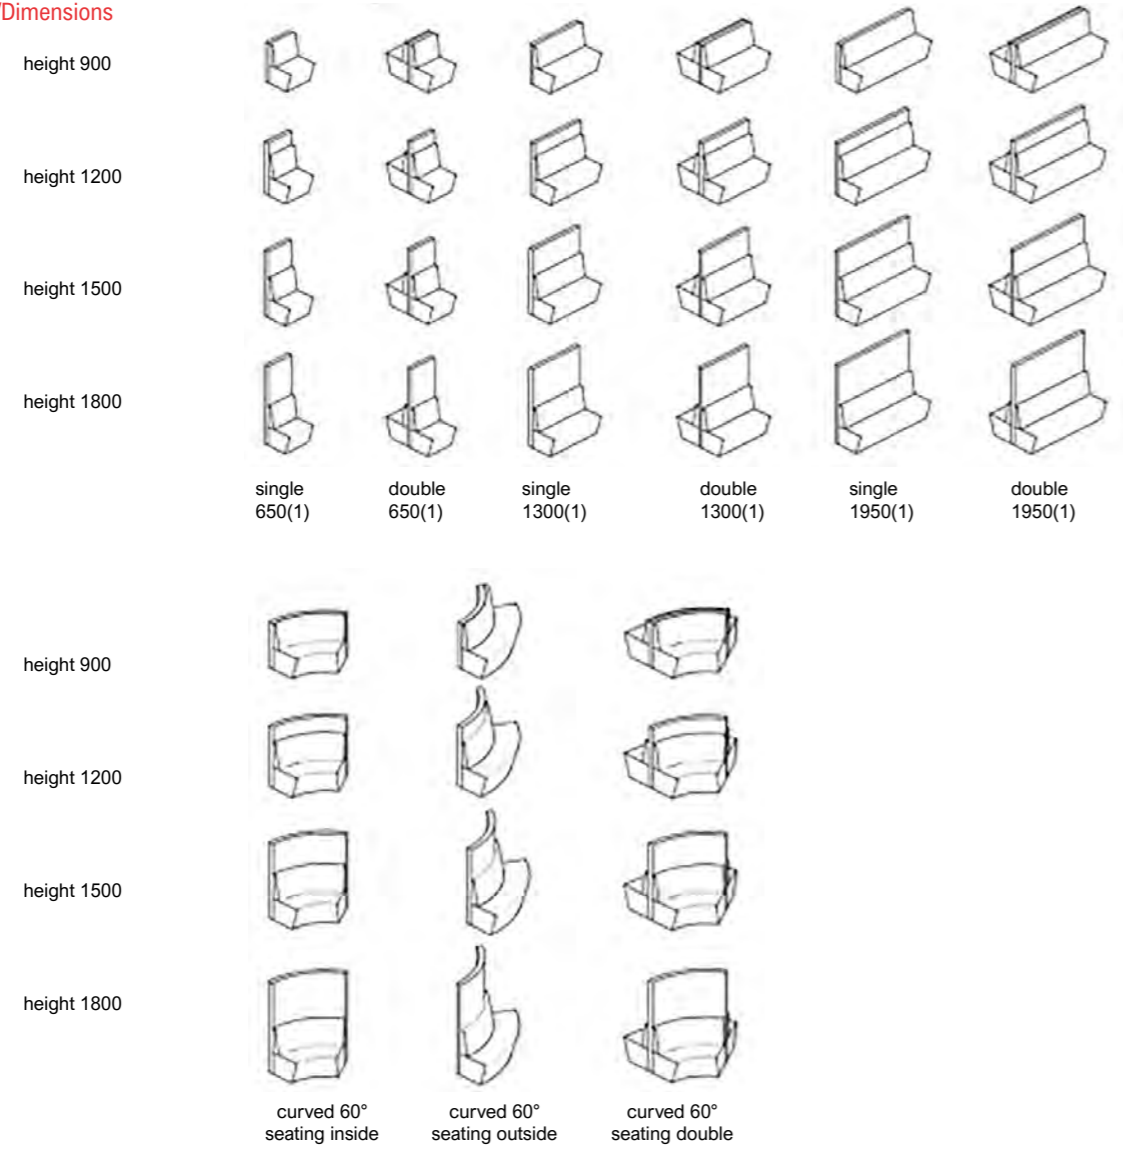 /Dimensions
height 900
height 1200
height 1500
height 1800
single double single double single double
650(1) 650(1) 1300(1) 1300(1) 1950(1) 1950(1)
height 900
height 1200
height 1500
height 1800
curved 60° curved 60° curved 60°
seating inside seating outside seating double